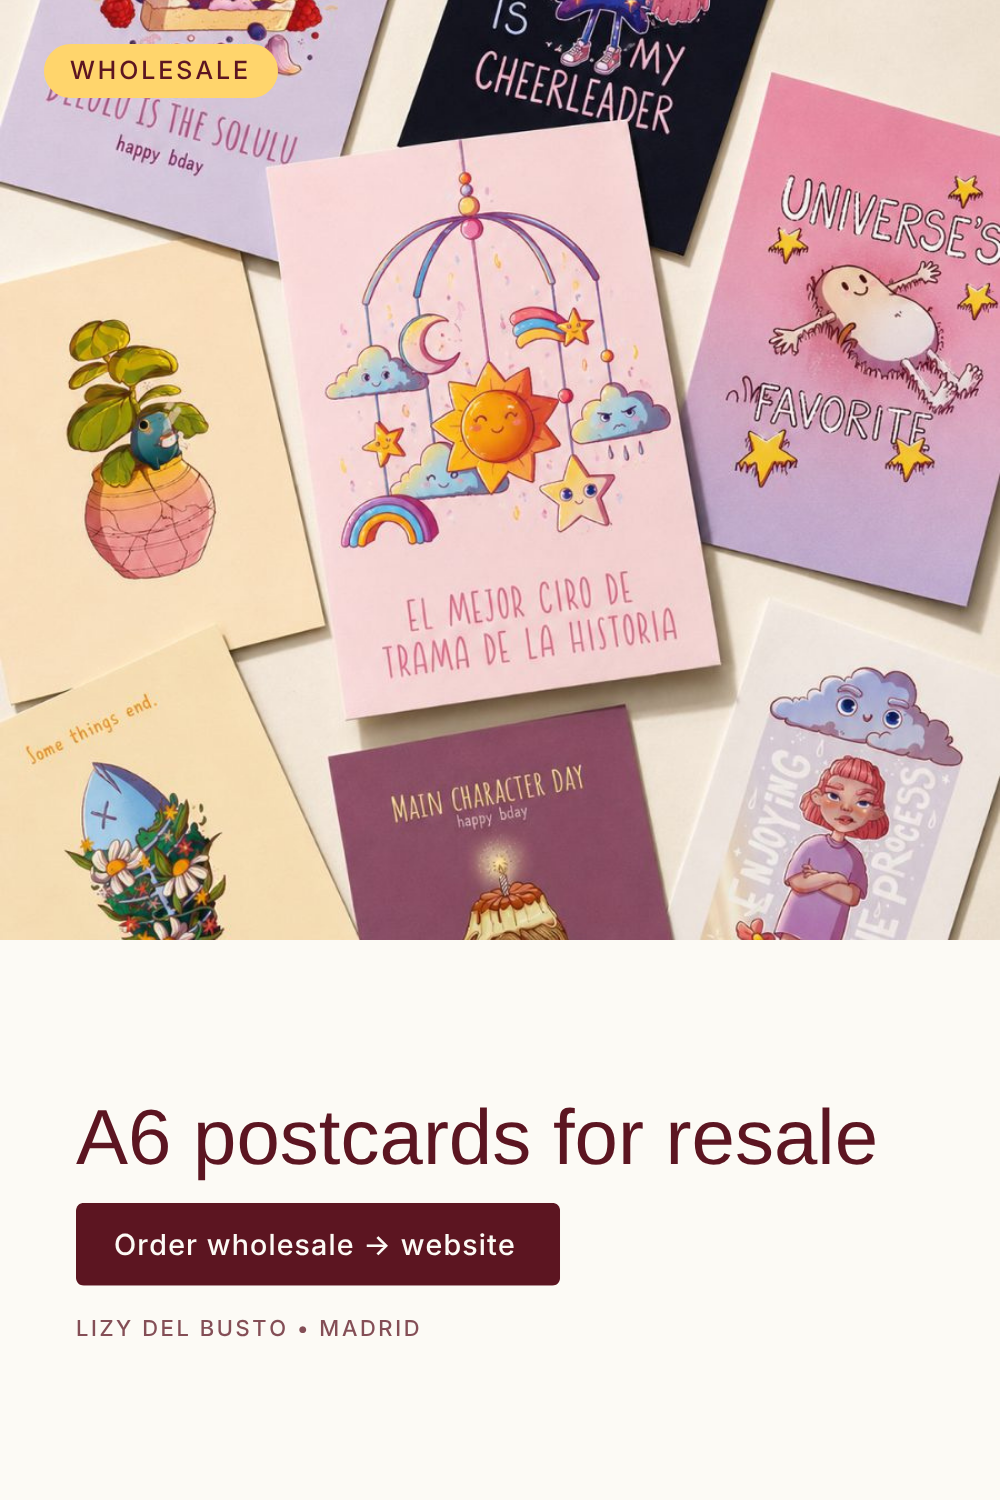 WHOLESALE
DELULU IS THE SOLULU
happy bday
IS MY
CHEERLEADER
UNIVERSE'S
FAVORITE
EL MEJOR CIRO DE
TRAMA DE LA HISTORIA
Some things end.
MAIN CHARACTER DAY
happy bday
ENJOYING
THE PROCESS
A6 postcards for resale
Order wholesale → website
LIZY DEL BUSTO • MADRID